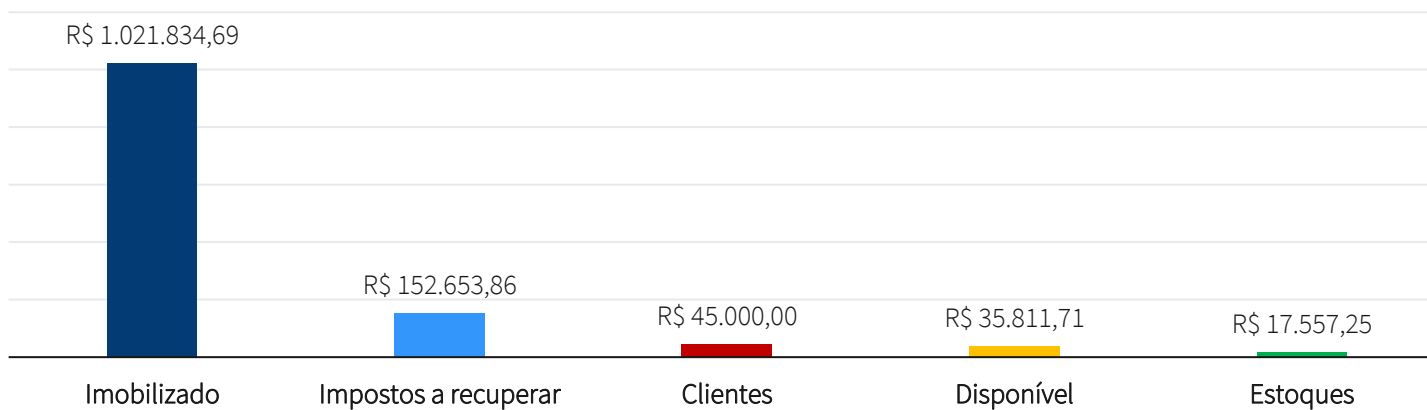 R$ 1.021.834,69
R$ 152.653,86
R$ 45.000,00
R$ 35.811,71
R$ 17.557,25
Imobilizado
Impostos a recuperar
Clientes
Disponível
Estoques